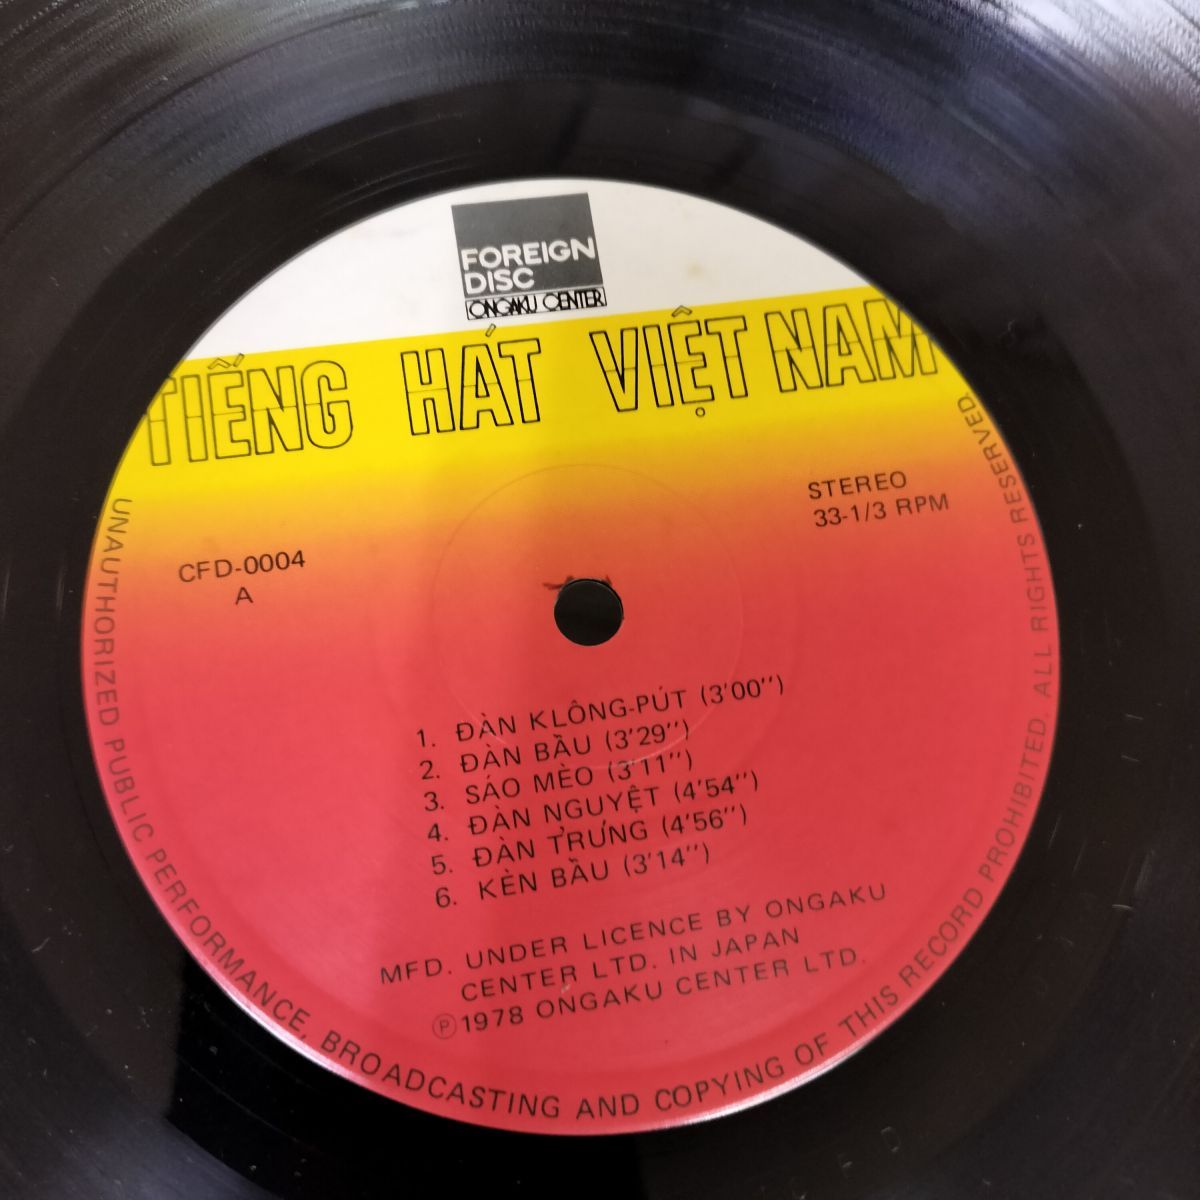 FOREIGN
DISC
ONGAKU CENTER
TIẾNG HÁT VIỆT NAM
STEREO
33-1/3 RPM
CFD-0004
A
1. ĐÀN KLÔNG-PÚT (3'00'')
2. ĐÀN BẦU (3'29'')
3. SÁO MÈO (3'11'')
4. ĐÀN NGUYỆT (4'54'')
5. ĐÀN TRƯNG (4'56'')
6. KÈN BẦU (3'14'')
MFD. UNDER LICENCE BY ONGAKU
CENTER LTD. IN JAPAN
Ⓟ1978 ONGAKU CENTER LTD.
UNAUTHORIZED PUBLIC PERFORMANCE, BROADCASTING AND COPYING OF THIS RECORD PROHIBITED. ALL RIGHTS RESERVED.